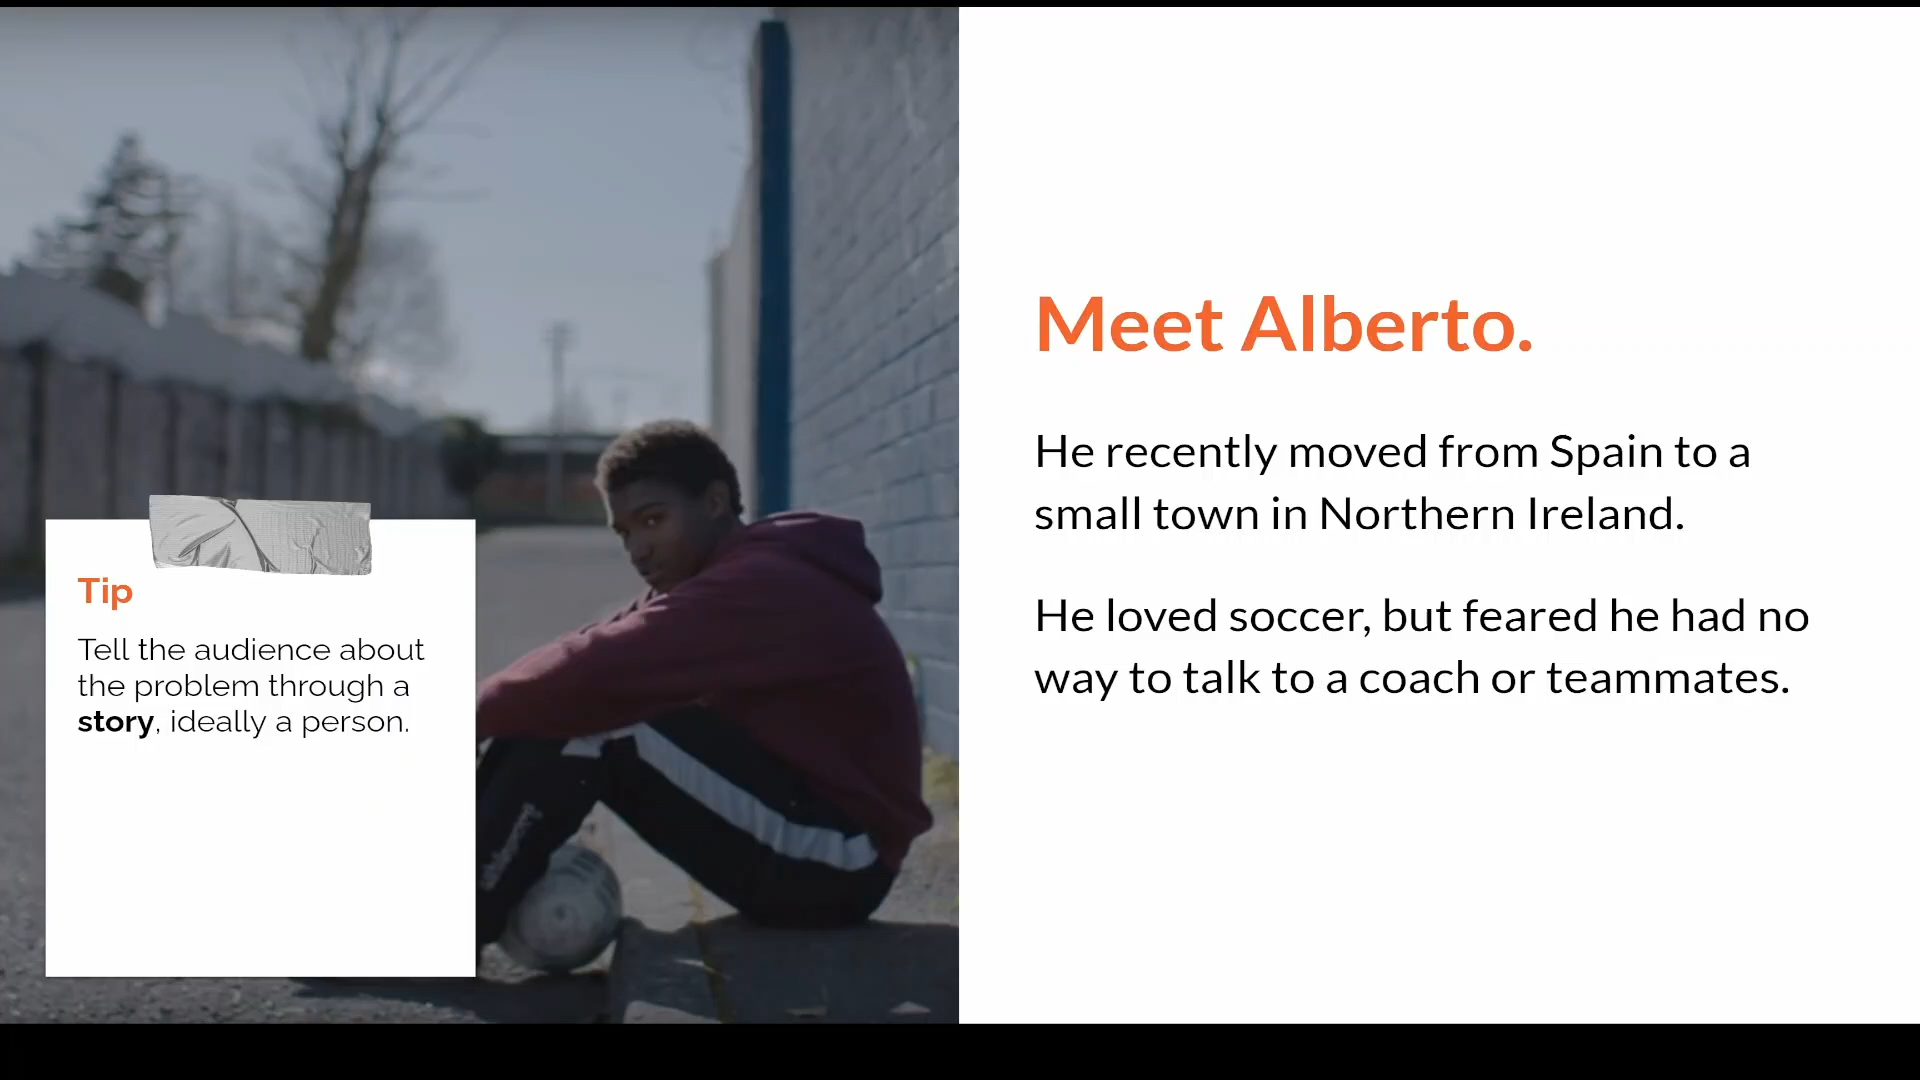 Meet Alberto.
He recently moved from Spain to a
small town in Northern Ireland.
He loved soccer, but feared he had no
way to talk to a coach or teammates.
Tip
Tell the audience about
the problem through a
story, ideally a person.